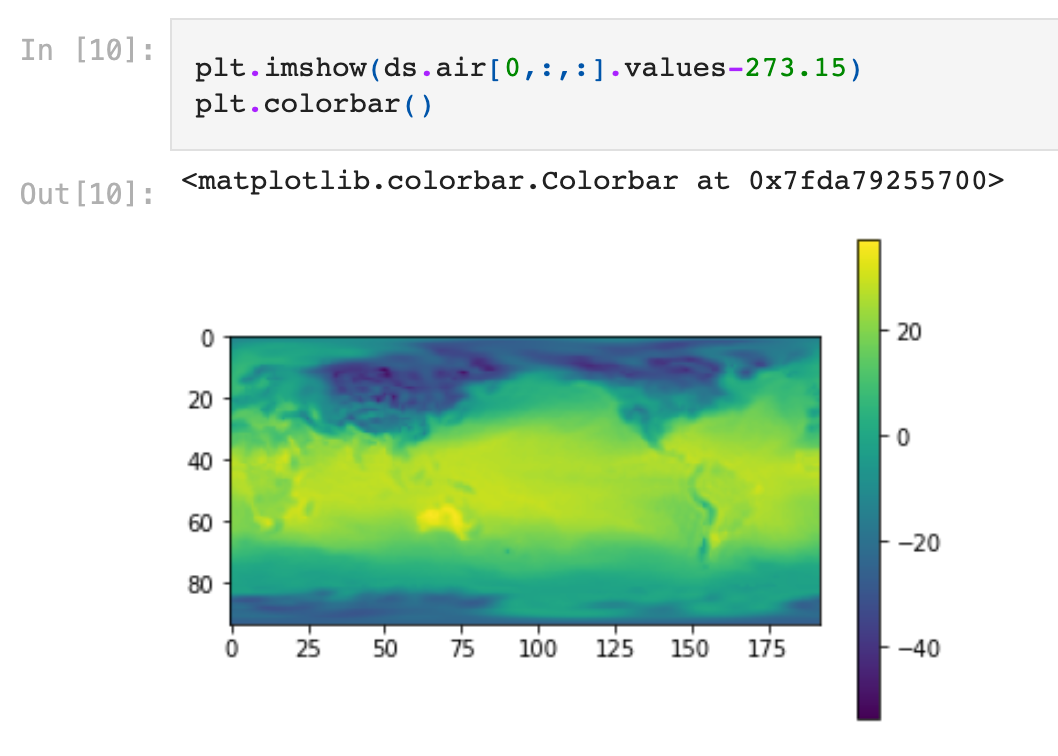 In [10]:
plt.imshow(ds.air[0,:,:].values-273.15)
plt.colorbar()
Out[10]:
<matplotlib.colorbar.Colorbar at 0x7fda79255700>
0
20
40
60
80
0 25 50 75 100 125 150 175
20
0
−20
−40